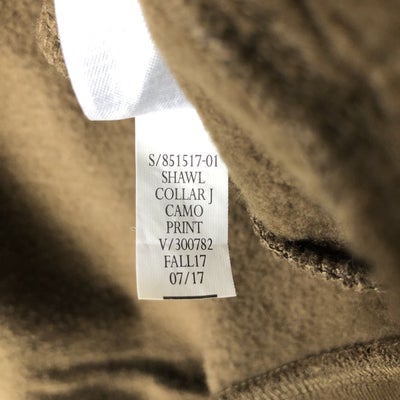 S/851517-01
SHAWL
COLLAR J
CAMO
PRINT
V/300782
FALL17
07/17